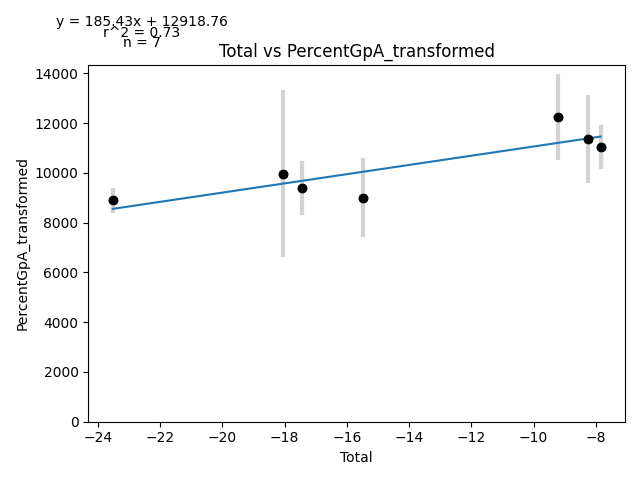 y = 185.43x + 12918.76
r^2 = 0.73
n = 7
Total vs PercentGpA_transformed
PercentGpA_transformed
14000
12000
10000
8000
6000
4000
2000
0
−24 −22 −20 −18 −16 −14 −12 −10 −8
Total